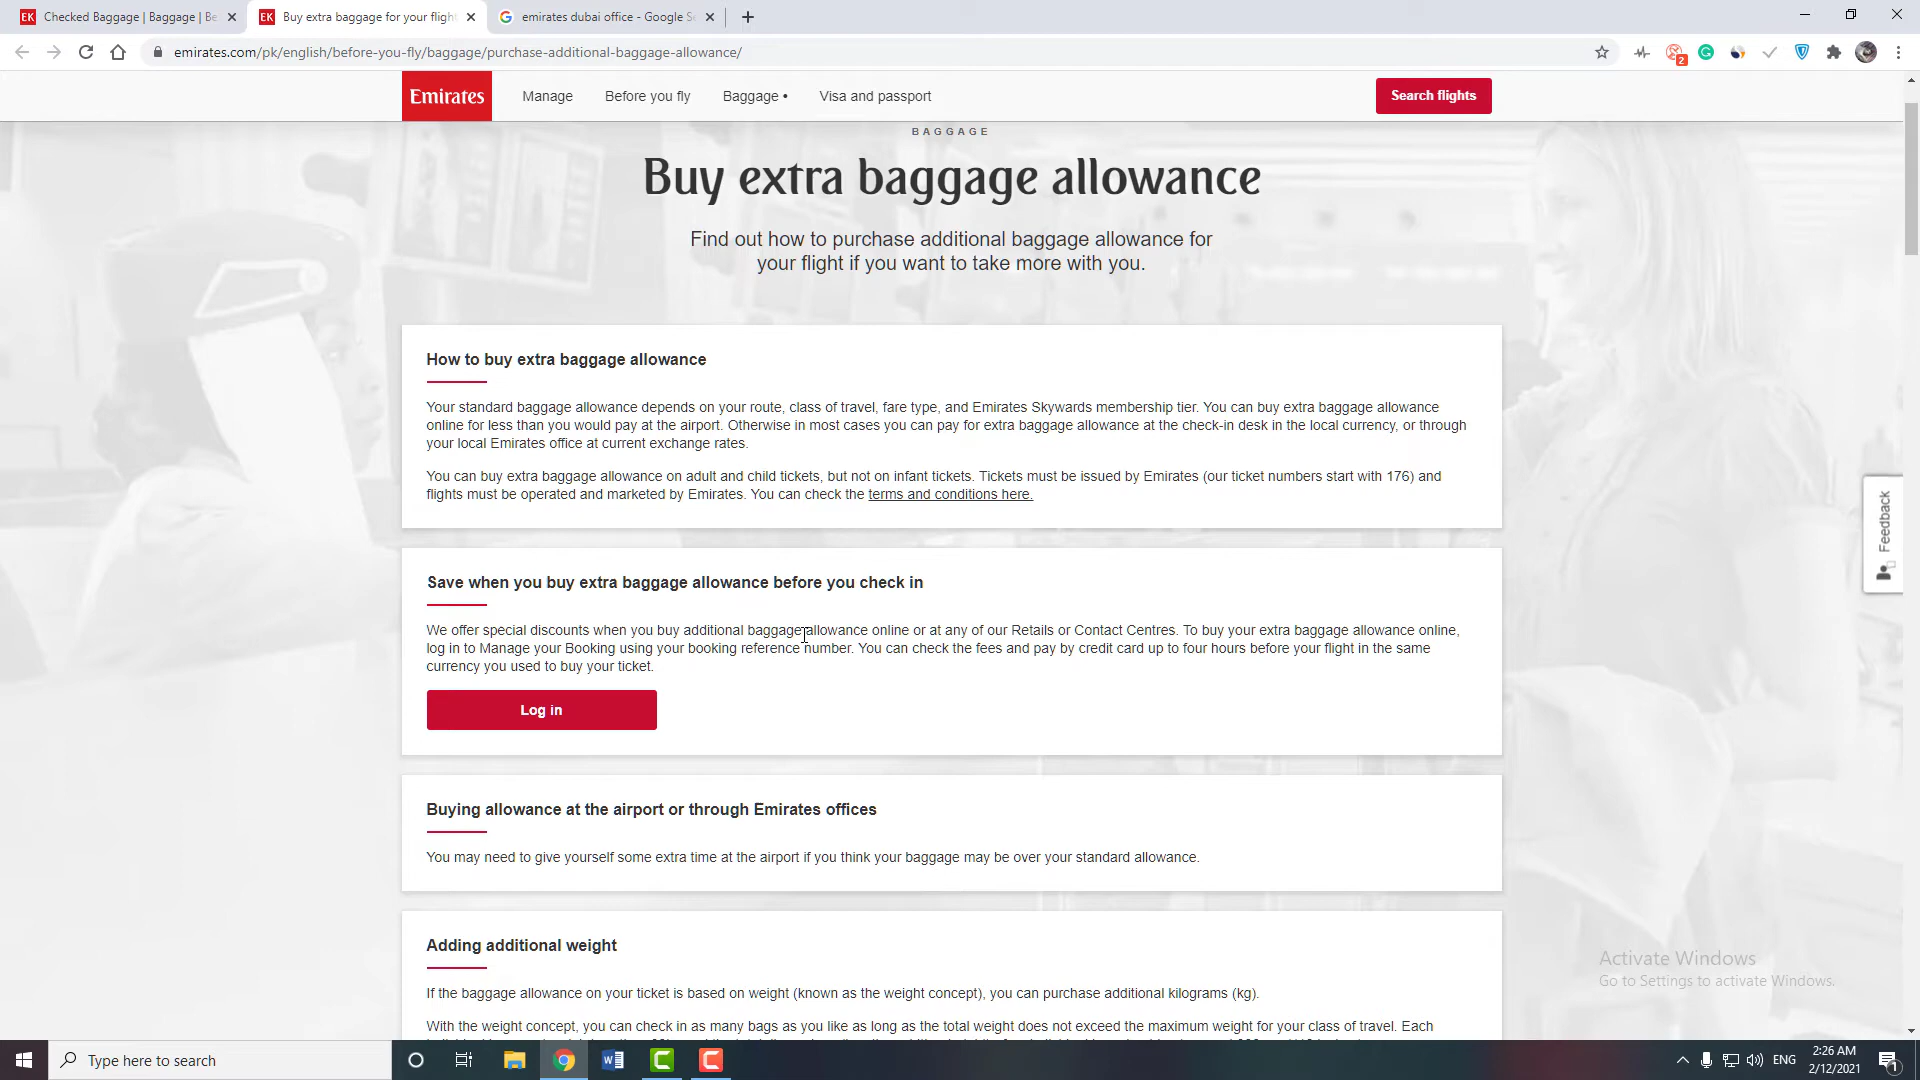 Checked Baggage | Baggage | Be
Buy extra baggage for your flight
emirates dubai office - Google Se
emirates.com/pk/english/before-you-fly/baggage/purchase-additional-baggage-allowance/
2
Emirates
Manage
Before you fly
Baggage •
Visa and passport
Search flights
BAGGAGE
Buy extra baggage allowance
Find out how to purchase additional baggage allowance for
your flight if you want to take more with you.
How to buy extra baggage allowance
Your standard baggage allowance depends on your route, class of travel, fare type, and Emirates Skywards membership tier. You can buy extra baggage allowance
online for less than you would pay at the airport. Otherwise in most cases you can pay for extra baggage allowance at the check-in desk in the local currency, or through
your local Emirates office at current exchange rates.
You can buy extra baggage allowance on adult and child tickets, but not on infant tickets. Tickets must be issued by Emirates (our ticket numbers start with 176) and
flights must be operated and marketed by Emirates. You can check the terms and conditions here.
Feedback
Save when you buy extra baggage allowance before you check in
We offer special discounts when you buy additional baggage allowance online or at any of our Retails or Contact Centres. To buy your extra baggage allowance online,
log in to Manage your Booking using your booking reference number. You can check the fees and pay by credit card up to four hours before your flight in the same
currency you used to buy your ticket.
Log in
Buying allowance at the airport or through Emirates offices
You may need to give yourself some extra time at the airport if you think your baggage may be over your standard allowance.
Adding additional weight
If the baggage allowance on your ticket is based on weight (known as the weight concept), you can purchase additional kilograms (kg).
With the weight concept, you can check in as many bags as you like as long as the total weight does not exceed the maximum weight for your class of travel. Each
Activate Windows
Go to Settings to activate Windows.
Type here to search
ENG
2:26 AM
2/12/2021
1